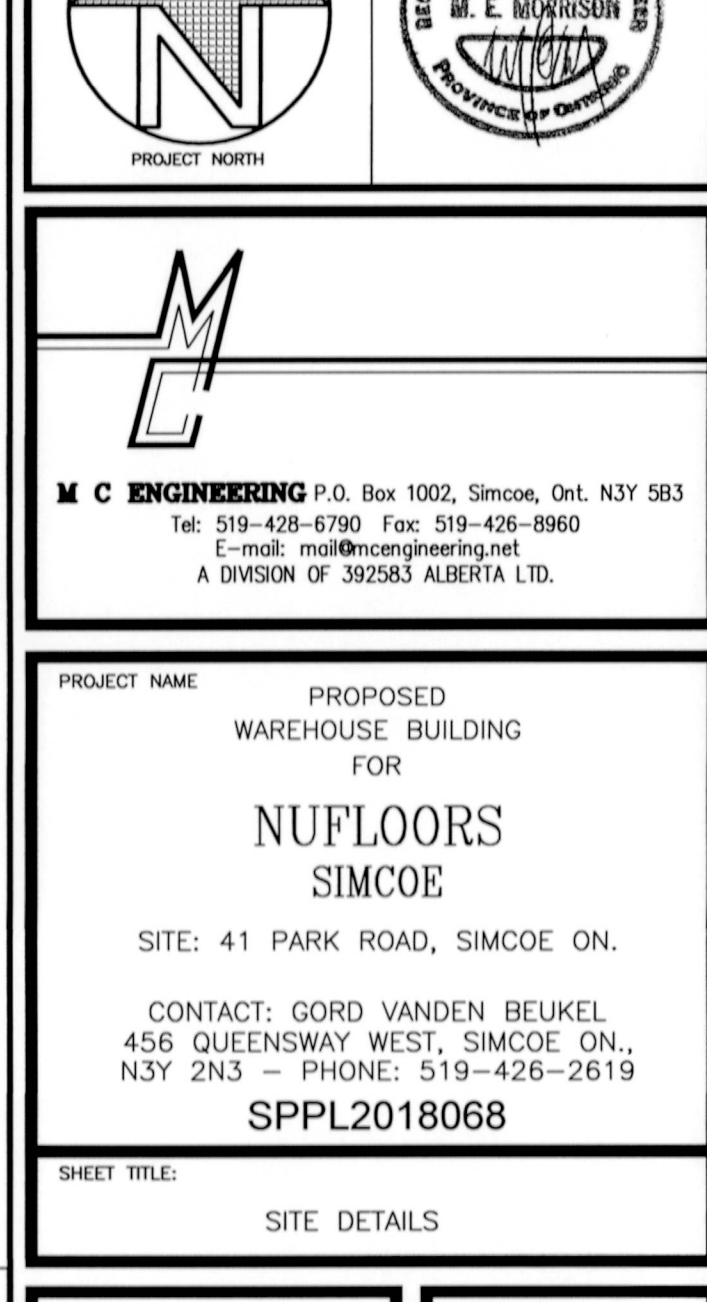 N
PROJECT NORTH
M. E. MORRISON
PROVINCE OF ONTARIO
MC
M C ENGINEERING P.O. Box 1002, Simcoe, Ont. N3Y 5B3
Tel: 519-428-6790 Fax: 519-426-8960
E-mail: mail@mcengineering.net
A DIVISION OF 392583 ALBERTA LTD.
PROJECT NAME
PROPOSED
WAREHOUSE BUILDING
FOR
NUFLOORS
SIMCOE
SITE: 41 PARK ROAD, SIMCOE ON.
CONTACT: GORD VANDEN BEUKEL
456 QUEENSWAY WEST, SIMCOE ON.,
N3Y 2N3 - PHONE: 519-426-2619
SPPL2018068
SHEET TITLE:
SITE DETAILS